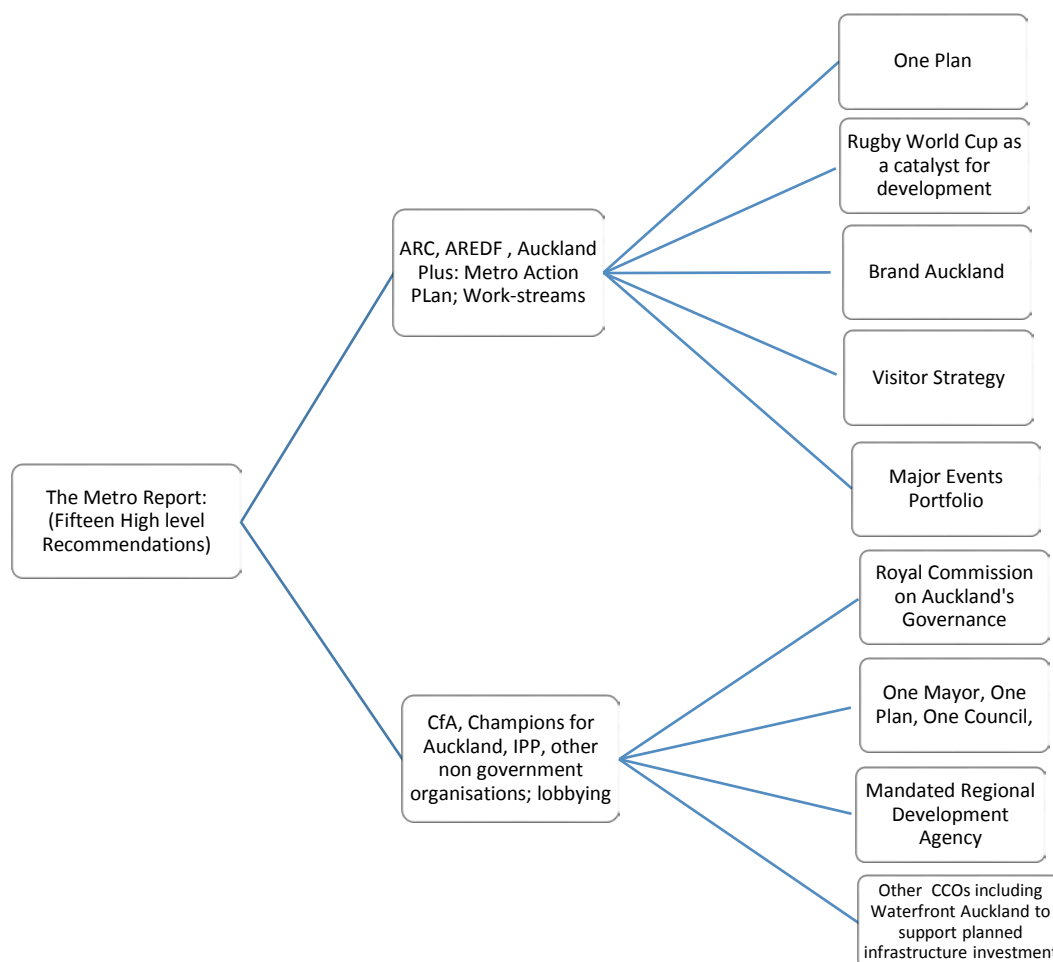 One Plan
Rugby World Cup as
a catalyst for
development
ARC, AREDF , Auckland
Plus: Metro Action
PLan; Work-streams
Brand Auckland
Visitor Strategy
Major Events
Portfolio
The Metro Report:
(Fifteen High level
Recommendations)
Royal Commission
on Auckland's
Governance
CfA, Champions for
Auckland, IPP, other
non government
organisations; lobbying
One Mayor, One
Plan, One Council,
Mandated Regional
Development
Agency
Other CCOs including
Waterfront Auckland to
support planned
infrastructure investment